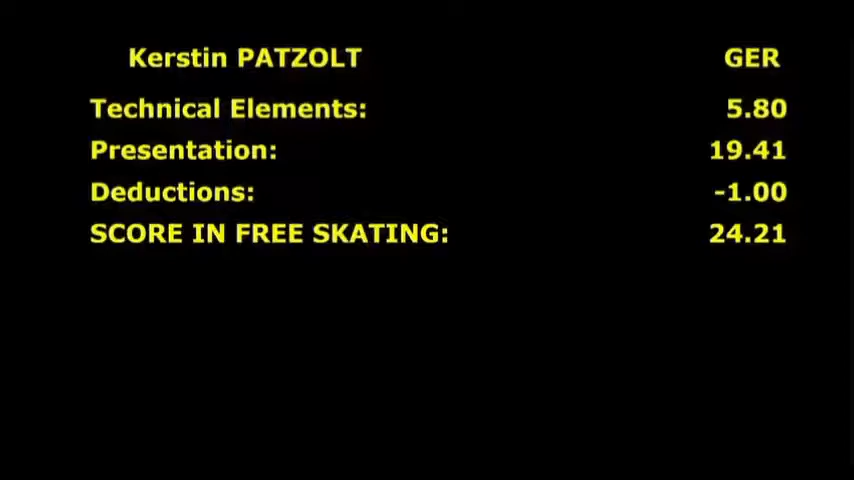 Kerstin PATZOLT GER
Technical Elements: 5.80
Presentation: 19.41
Deductions: -1.00
SCORE IN FREE SKATING: 24.21